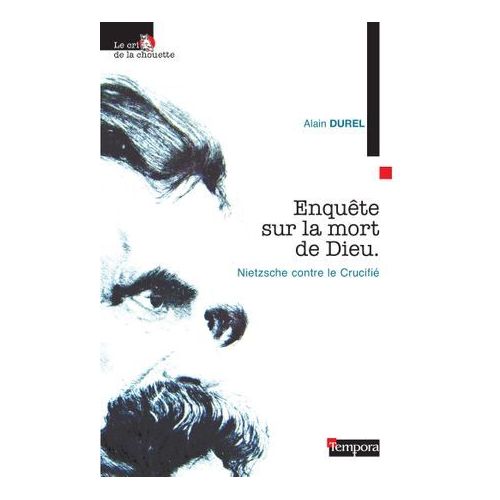 Le cri
de la chouette
Alain DUREL
Enquête
sur la mort
de Dieu.
Nietzsche contre le Crucifié
Tempora